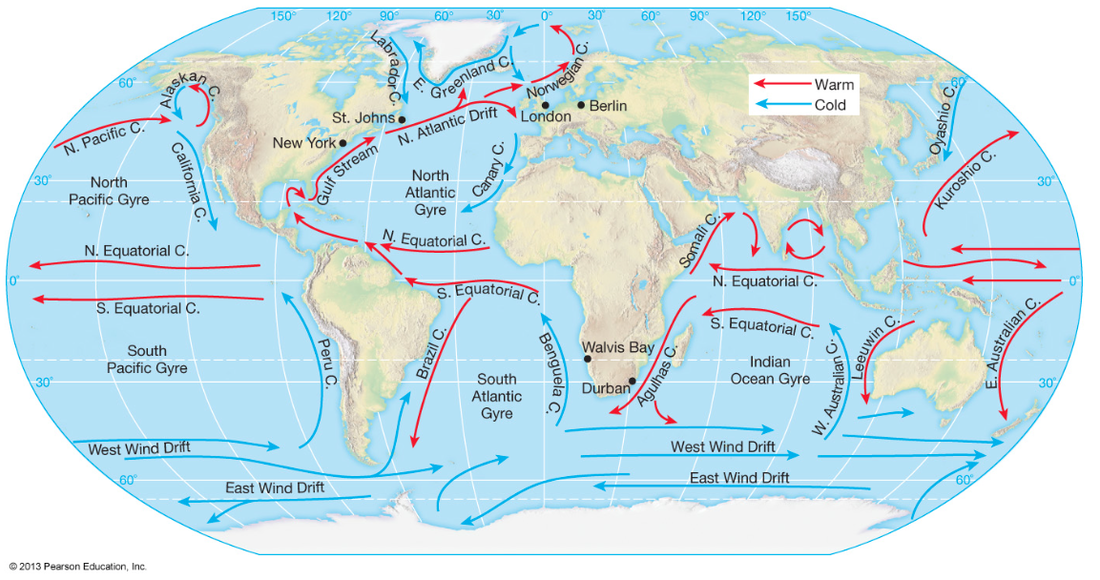 150° 120° 90° 60° 30° 0° 30° 60° 90° 120° 150°
60°
60°
Alaskan C.
Labrador C.
E. Greenland C.
Norwegian C.
Warm
Cold
Oyashio C.
N. Pacific C.
St. Johns
N. Atlantic Drift
London
Berlin
New York
Gulf Stream
California C.
Canary C.
Kuroshio C.
30°
30°
North
Pacific Gyre
North
Atlantic
Gyre
Somali C.
N. Equatorial C.
N. Equatorial C.
N. Equatorial C.
0°
0°
S. Equatorial C.
S. Equatorial C.
S. Equatorial C.
South
Pacific Gyre
Peru C.
Brazil C.
South
Atlantic
Gyre
Benguela C.
Walvis Bay
Durban
Agulhas C.
Indian
Ocean Gyre
W. Australian C.
Leeuwin C.
E. Australian C.
30°
30°
West Wind Drift
West Wind Drift
60°
60°
East Wind Drift
East Wind Drift
© 2013 Pearson Education, Inc.